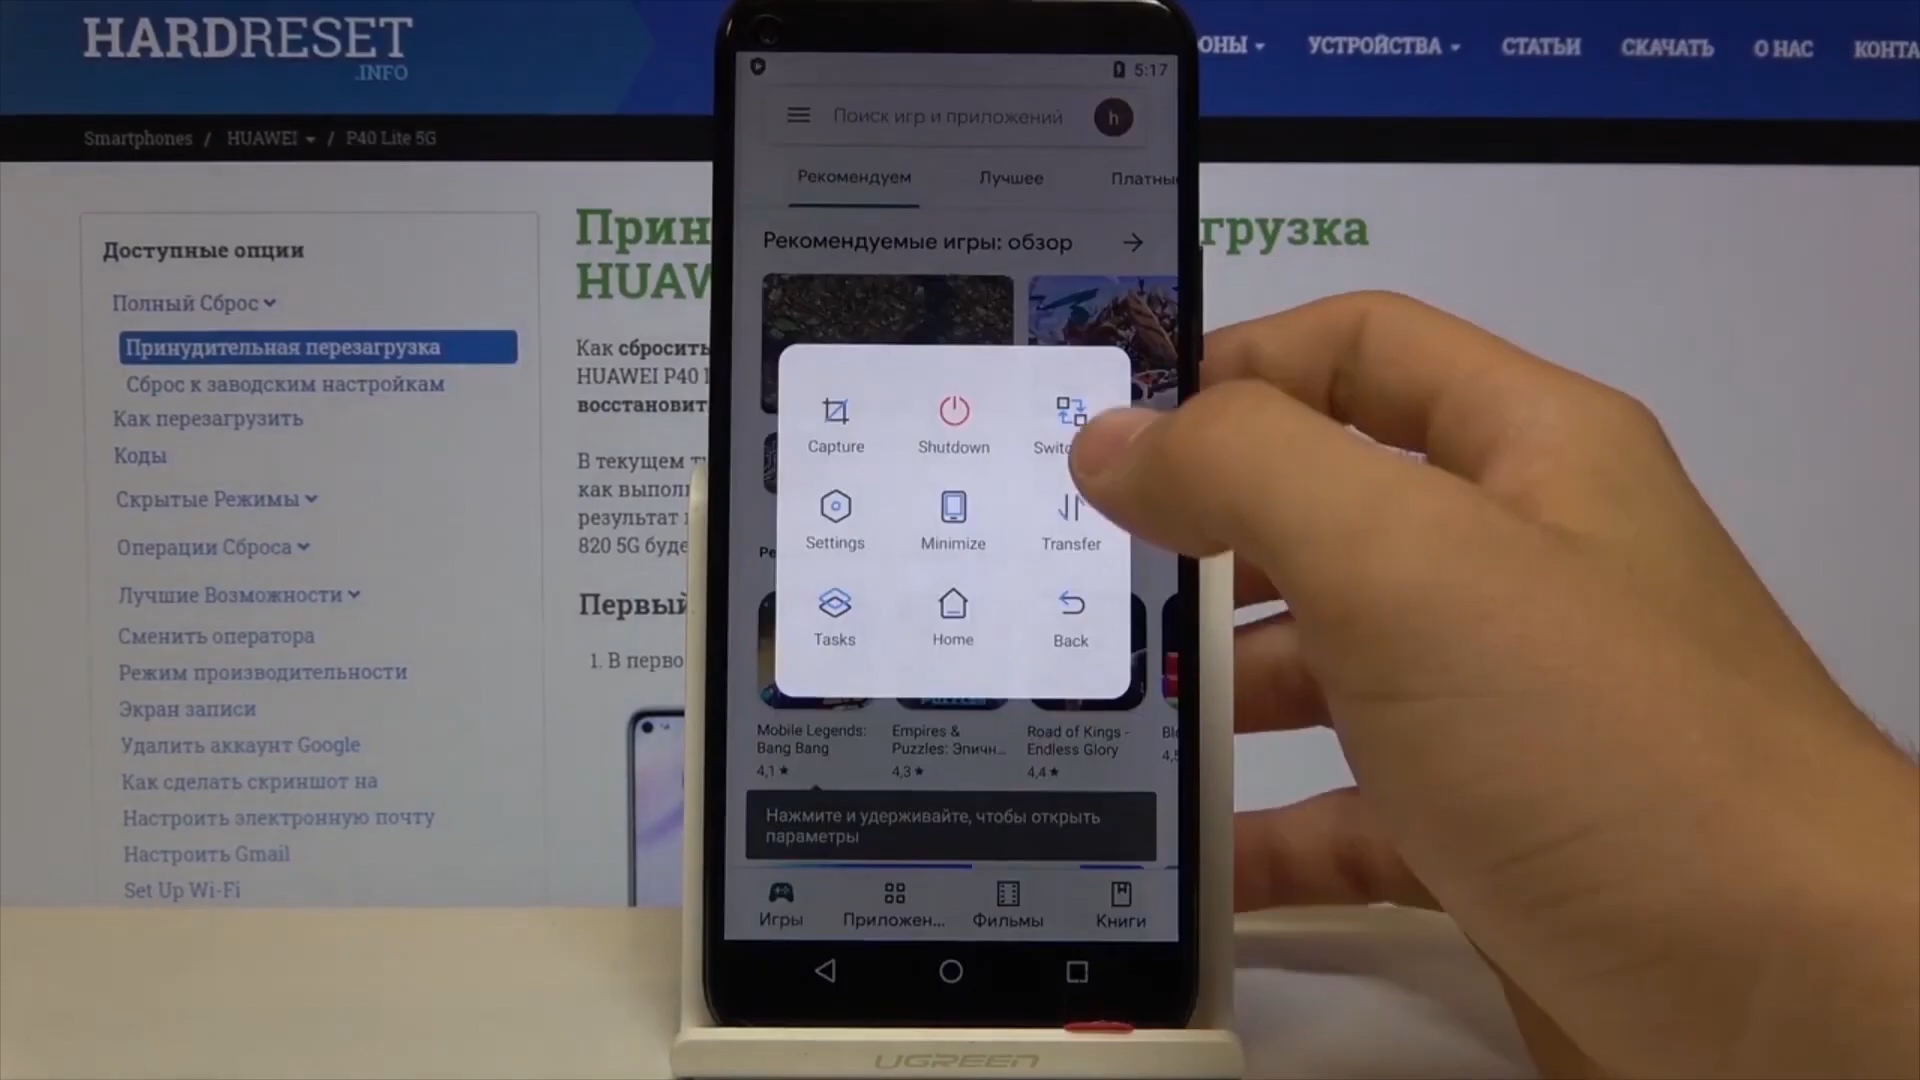 HARDRESET
.INFO
ОНЫ
УСТРОЙСТВА
СТАТЬИ
СКАЧАТЬ
О НАС
КОНТА
Smartphones / HUAWEI / P40 Lite 5G
Доступные опции
Полный Сброс
Принудительная перезагрузка
Сброс к заводским настройкам
Как перезагрузить
Коды
Скрытые Режимы
Операции Сброса
Лучшие Возможности
Сменить оператора
Режим производительности
Экран записи
Удалить аккаунт Google
Как сделать скриншот на
Настроить электронную почту
Настроить Gmail
Set Up Wi-Fi
Прин
грузка
HUAW
Как сбросить
HUAWEI P40 l
восстановит
В текущем
как выпол
результат
820 5G буде
Первый
1. В перво
5:17
Поиск игр и приложений
h
Рекомендуем
Лучшее
Платны
Рекомендуемые игры: обзор
Capture
Shutdown
Switc
Settings
Minimize
Transfer
Tasks
Home
Back
Ре
Mobile Legends:
Bang Bang
4,1★
Empires &
Puzzles: Эпичн...
4,3★
Road of Kings -
Endless Glory
4,4★
Blo
4,5
Нажмите и удерживайте, чтобы открыть
параметры
Игры
Приложен...
Фильмы
Книги
UGREEN